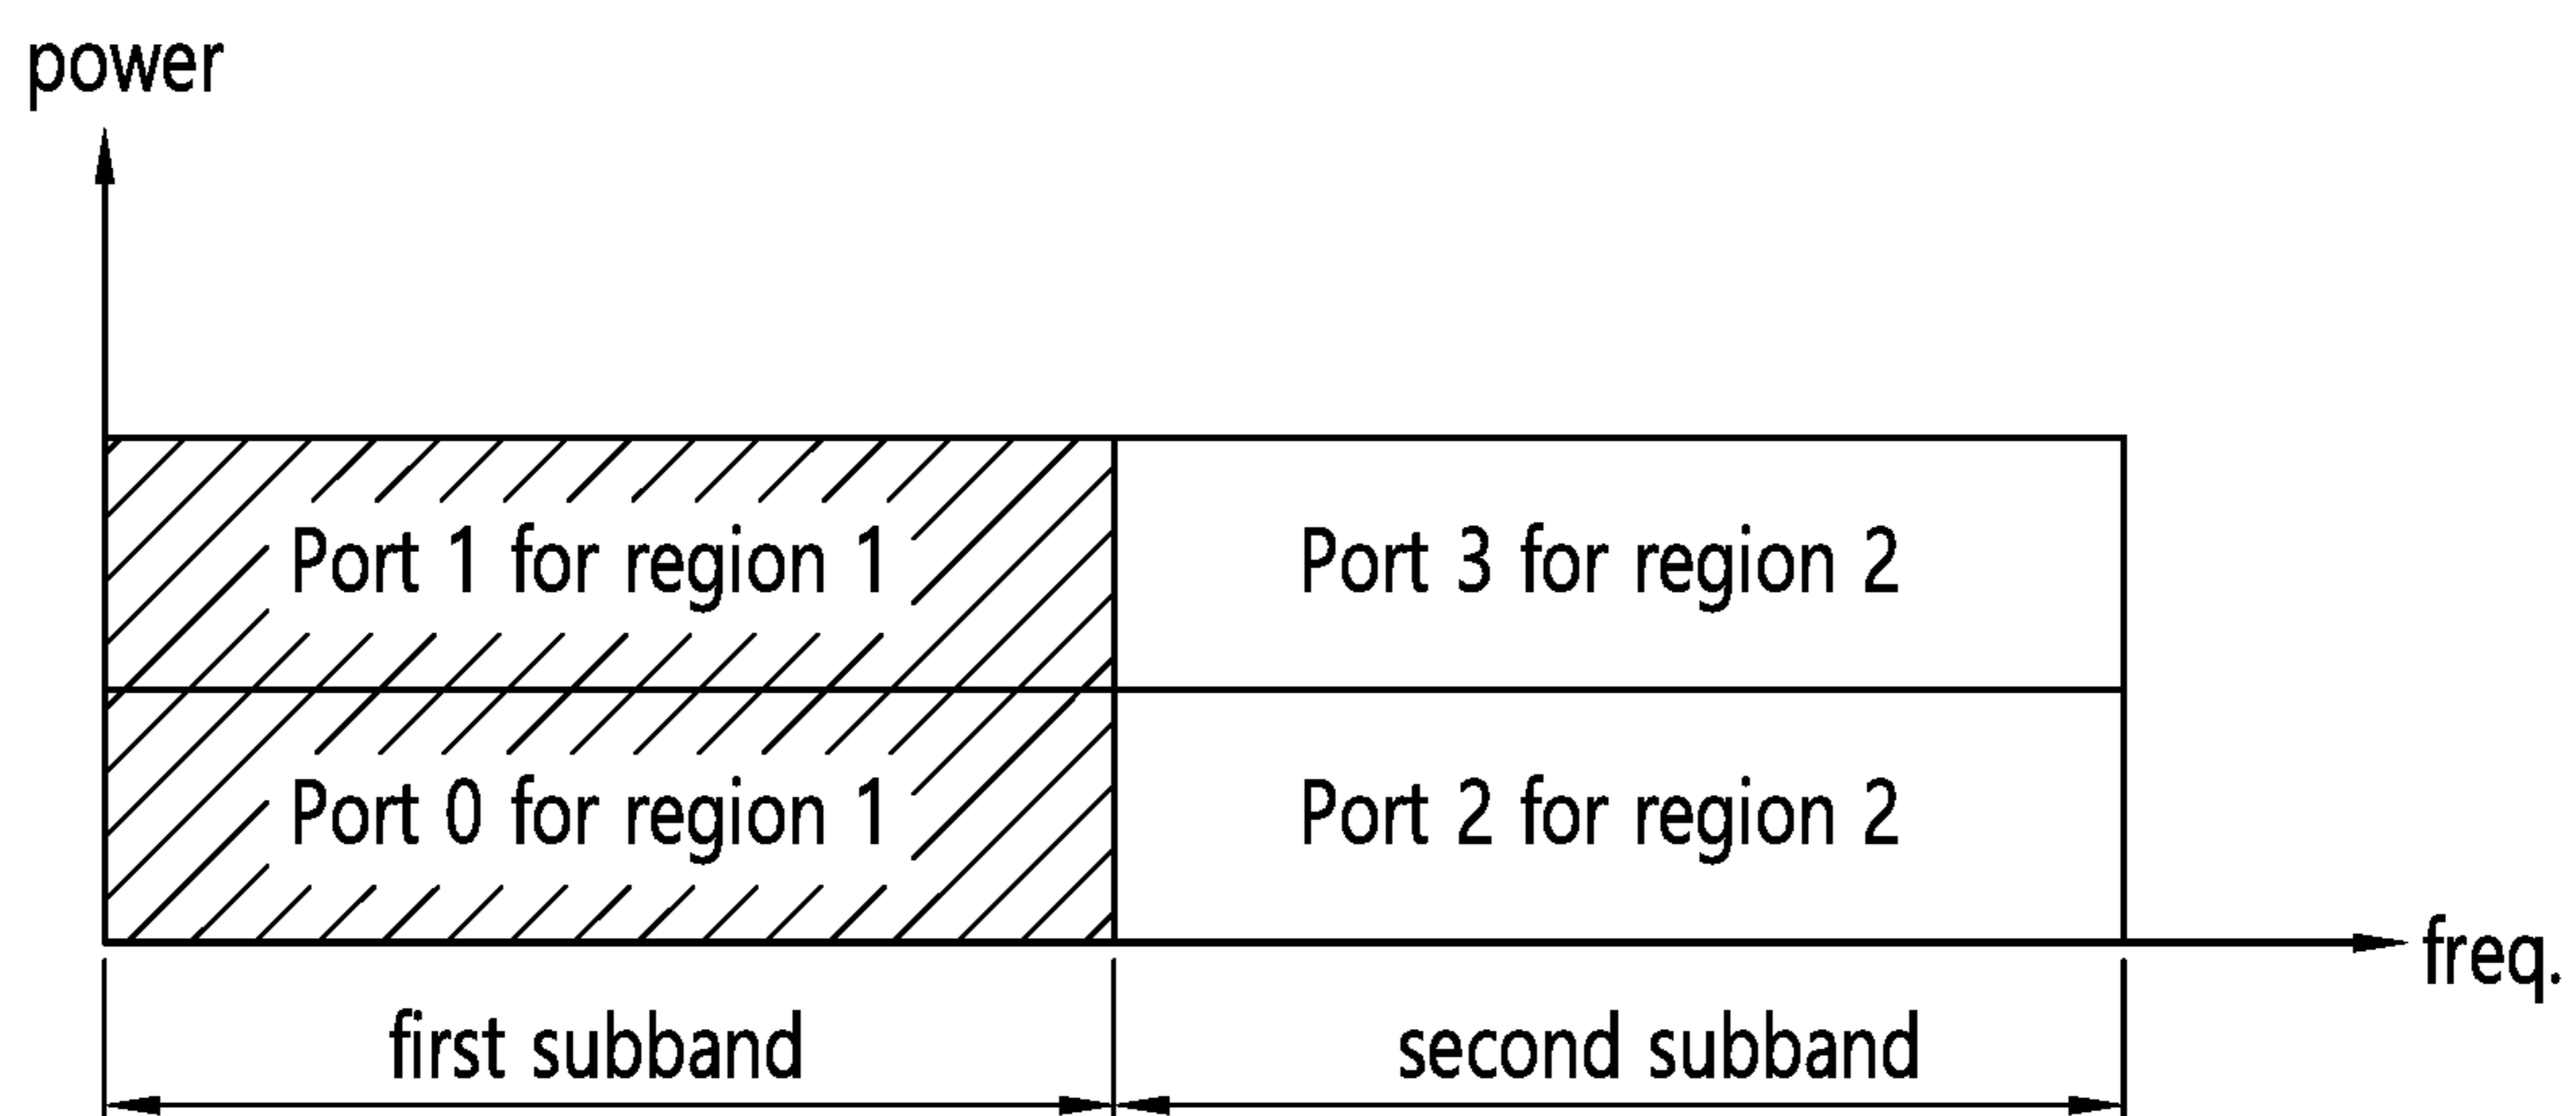 power
Port 1 for region 1
Port 3 for region 2
Port 0 for region 1
Port 2 for region 2
freq.
first subband
second subband